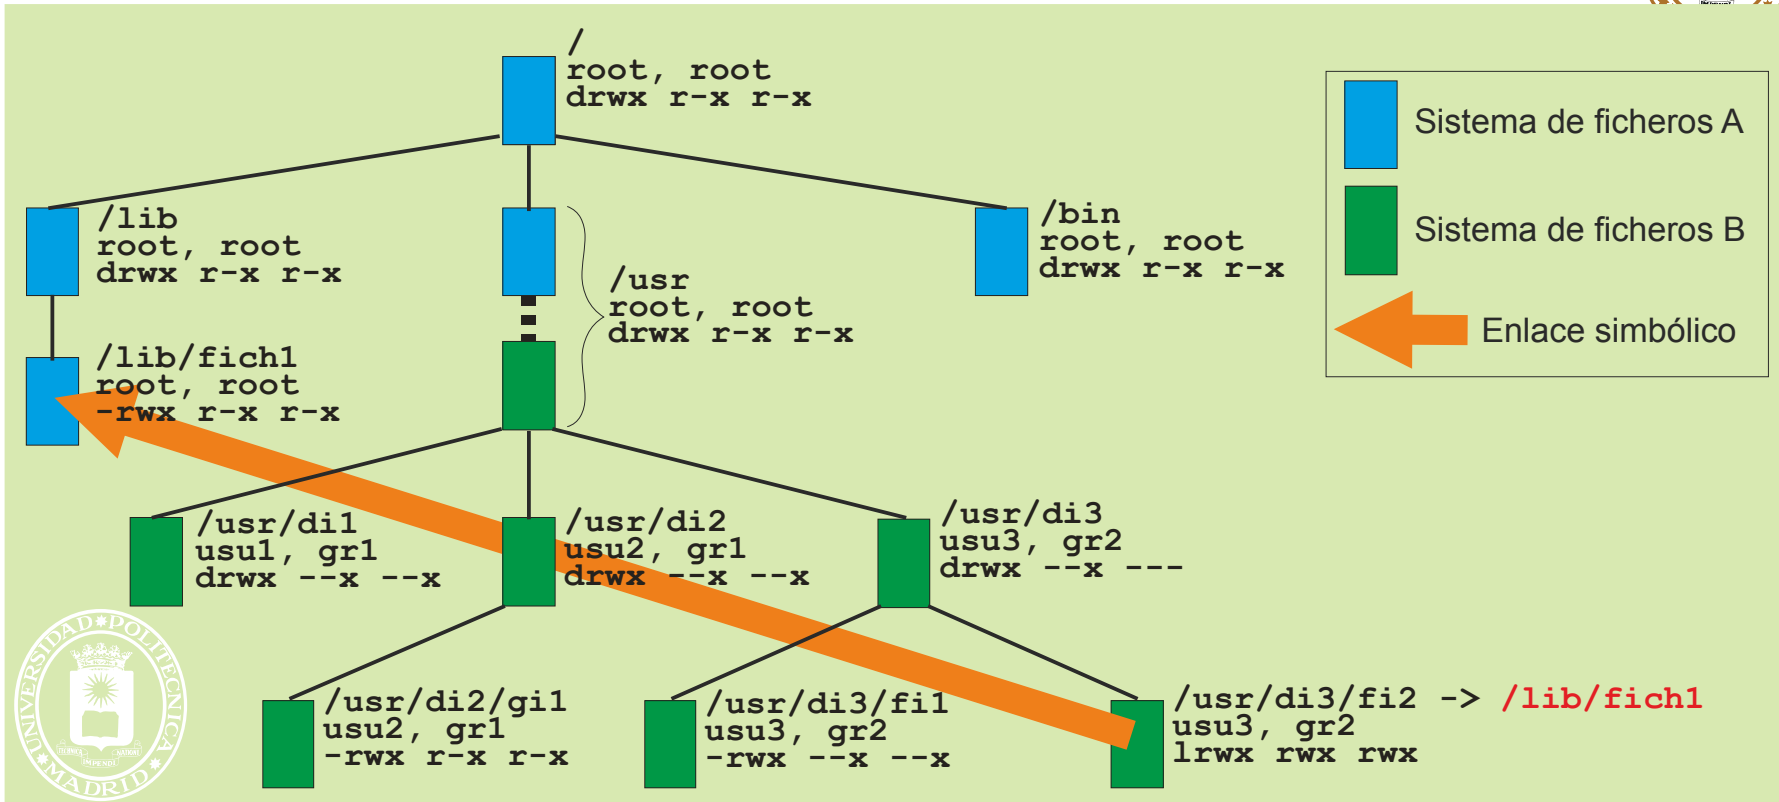 /
root, root
drwx r-x r-x
Sistema de ficheros A
Sistema de ficheros B
Enlace simbólico
/lib
root, root
drwx r-x r-x
/usr
root, root
drwx r-x r-x
/bin
root, root
drwx r-x r-x
/lib/fich1
root, root
-rwx r-x r-x
/usr/di1
usu1, gr1
drwx --x --x
/usr/di2
usu2, gr1
drwx --x --x
/usr/di3
usu3, gr2
drwx --x ---
/usr/di2/gi1
usu2, gr1
-rwx r-x r-x
/usr/di3/fi1
usu3, gr2
-rwx --x --x
/usr/di3/fi2 -> /lib/fich1
usu3, gr2
lrwx rwx rwx
UNIVERSIDAD POLITECNICA
MADRID